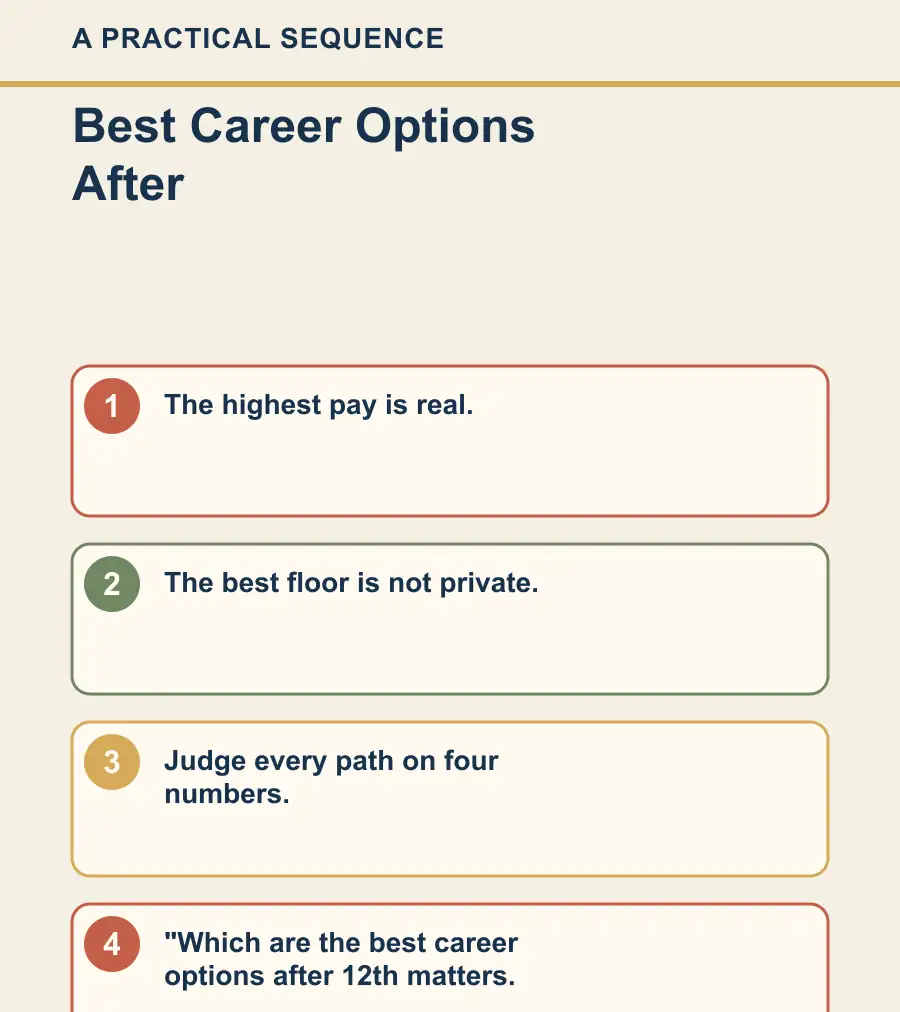 A PRACTICAL SEQUENCE
Best Career Options
After
1
The highest pay is real.
2
The best floor is not private.
3
Judge every path on four
numbers.
4
"Which are the best career
options after 12th matters.